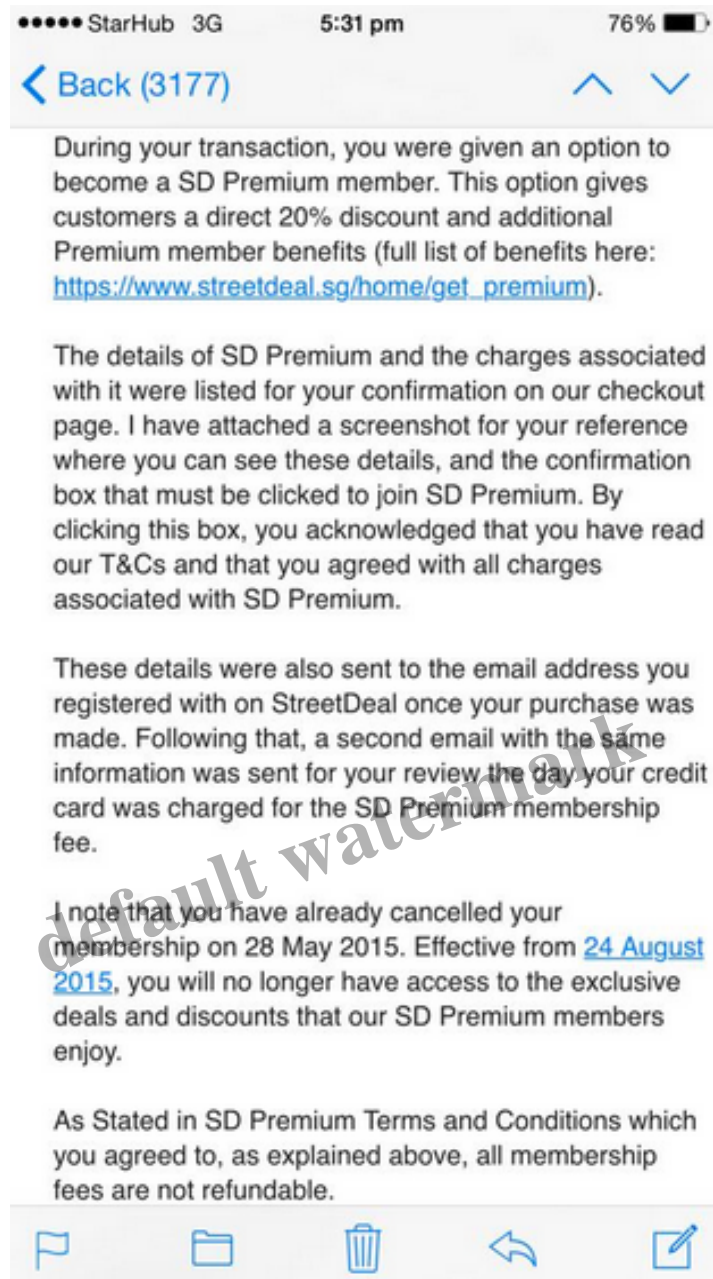 ●●●●● StarHub 3G 5:31 pm 76%
Back (3177)
During your transaction, you were given an option to
become a SD Premium member. This option gives
customers a direct 20% discount and additional
Premium member benefits (full list of benefits here:
https://www.streetdeal.sg/home/get_premium).
The details of SD Premium and the charges associated
with it were listed for your confirmation on our checkout
page. I have attached a screenshot for your reference
where you can see these details, and the confirmation
box that must be clicked to join SD Premium. By
clicking this box, you acknowledged that you have read
our T&Cs and that you agreed with all charges
associated with SD Premium.
These details were also sent to the email address you
registered with on StreetDeal once your purchase was
made. Following that, a second email with the same
information was sent for your review the day your credit
card was charged for the SD Premium membership
fee.
I note that you have already cancelled your
membership on 28 May 2015. Effective from 24 August
2015, you will no longer have access to the exclusive
deals and discounts that our SD Premium members
enjoy.
As Stated in SD Premium Terms and Conditions which
you agreed to, as explained above, all membership
fees are not refundable.
default watermark